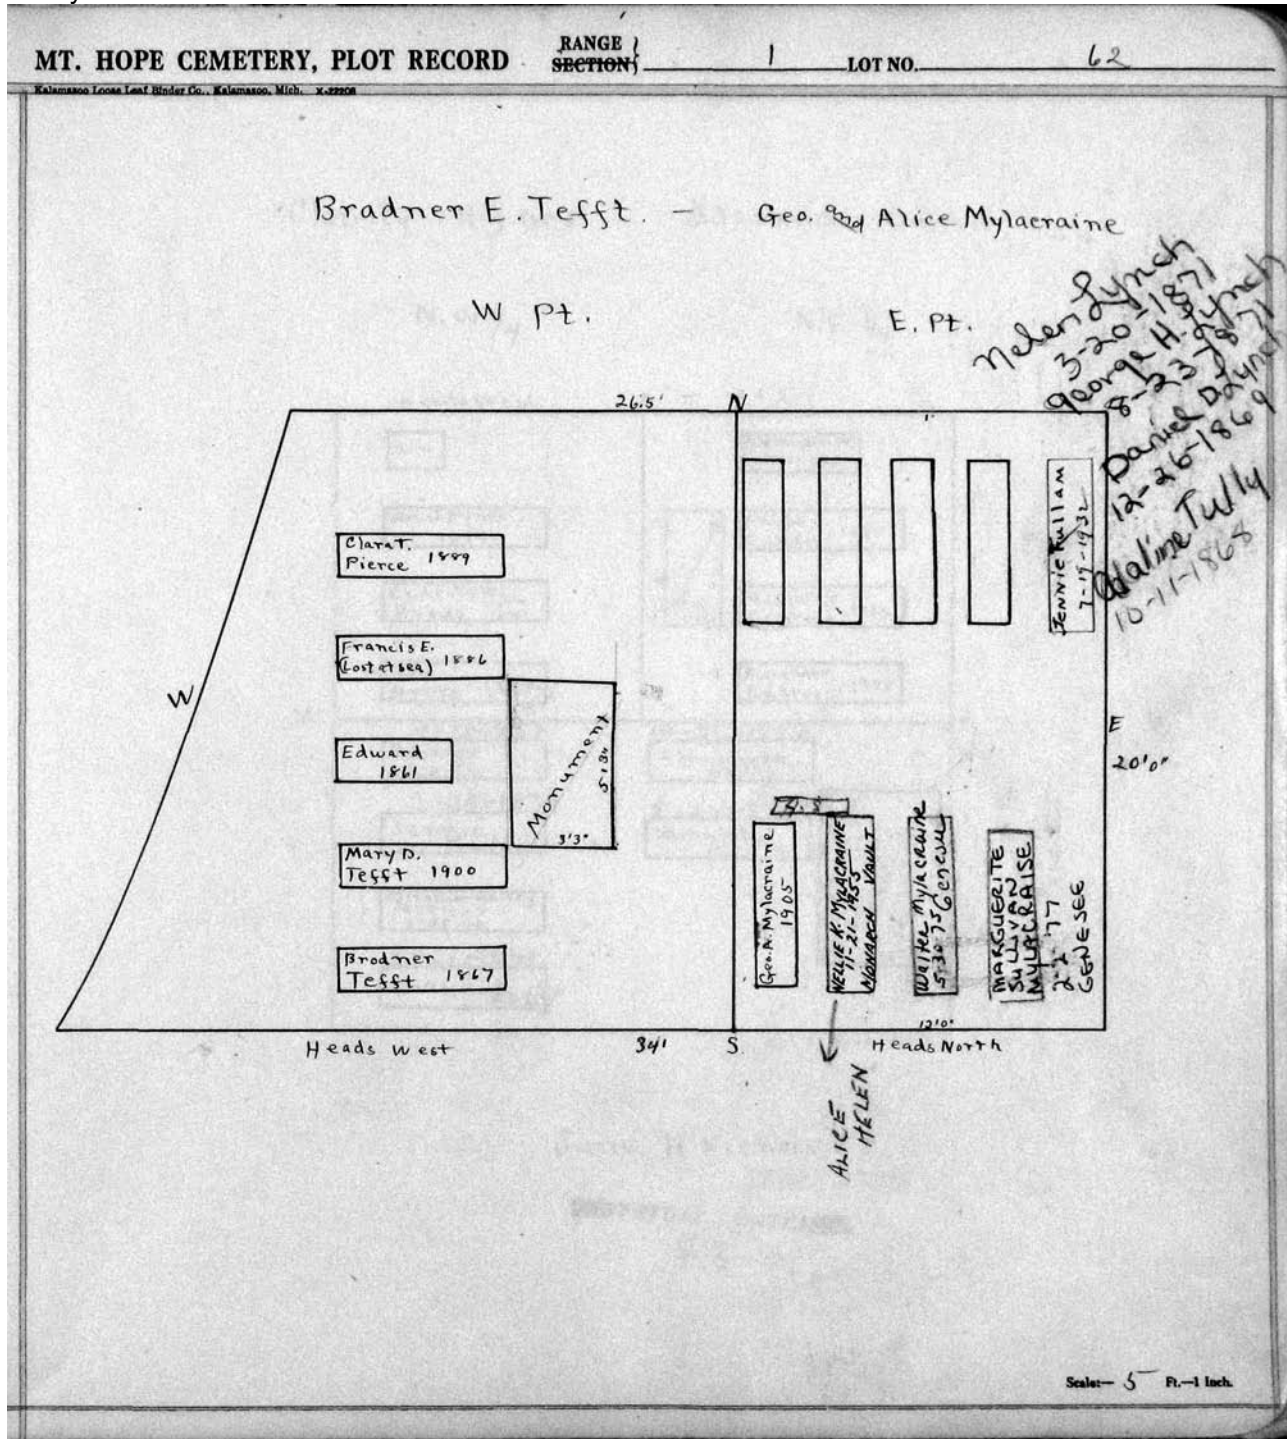 MT. HOPE CEMETERY, PLOT RECORD
RANGE
SECTION
1
LOT NO.
62
Kalamazoo Loose Leaf Binder Co., Kalamazoo, Mich. X-22208
Bradner E. Tefft. -
Geo. and Alice Mylacraine
W Pt.
E. Pt.
Helen Lynch
3-20-1871
George H. Lynch
8-23-1871
Daniel D. Lynch
12-26-1869
Adaline Tully
10-11-1868
26.5'
N
Clara T.
Pierce 1889
Francis E.
(Lost at sea) 1886
W
Edward
1861
Monument
5'3"
3'3"
Mary D.
Tefft 1900
Brodner
Tefft 1867
Jennie Fullam
7-19-1932
E
20'0"
G.S
Geo. A. Mylacraine
1905
NELLIE K. MYLACRAINE
11-21-1955
MONARCH VAULT
Walter Mylacraine
5-30-75 Genesee
MARGUERITE
SULLIVAN
MYLACRAISE
2-2-'77
GENESEE
12'0"
Heads West
34'
S.
Heads North
ALICE
HELEN
Scale:— 5 Ft.—1 Inch.